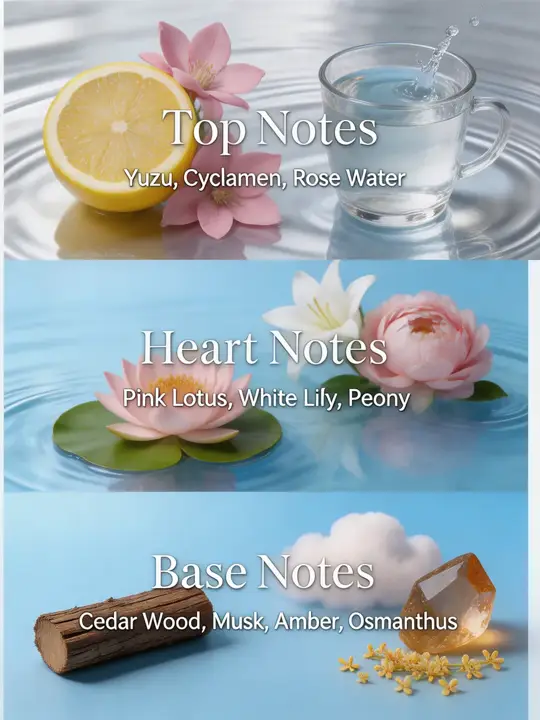 Top Notes
Yuzu, Cyclamen, Rose Water
Heart Notes
Pink Lotus, White Lily, Peony
Base Notes
Cedar Wood, Musk, Amber, Osmanthus